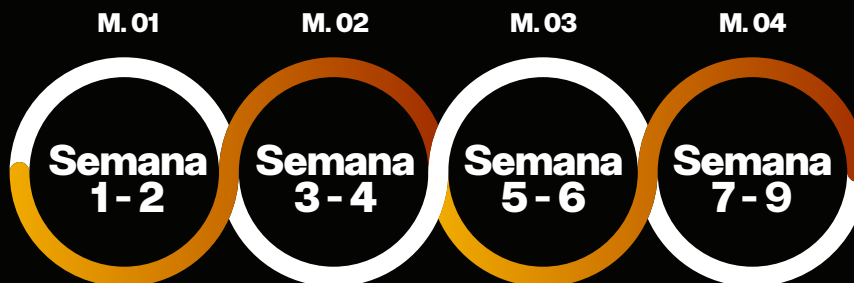 M. 01
M. 02
M. 03
M. 04
Semana
1 - 2
Semana
3 - 4
Semana
5 - 6
Semana
7 - 9